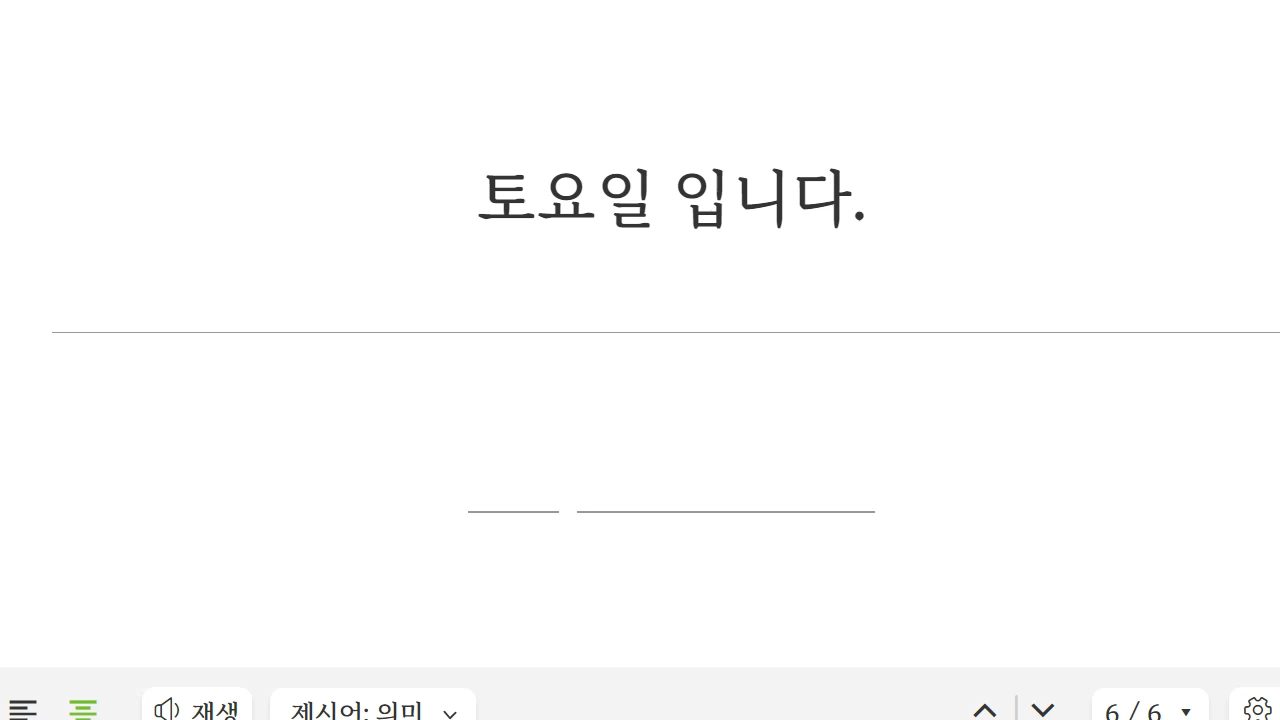 토요일 입니다.
재생
제시어: 의미
6 / 6